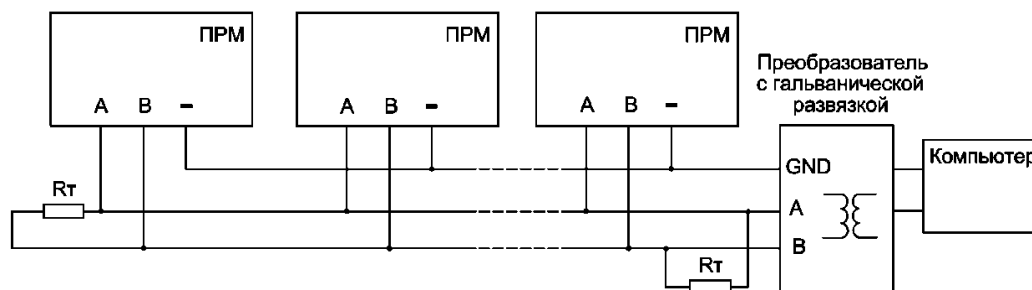 ПРМ
ПРМ
ПРМ
A B –
A B –
A B –
Преобразователь
с гальванической
развязкой
GND
A
B
Компьютер
Rт
Rт